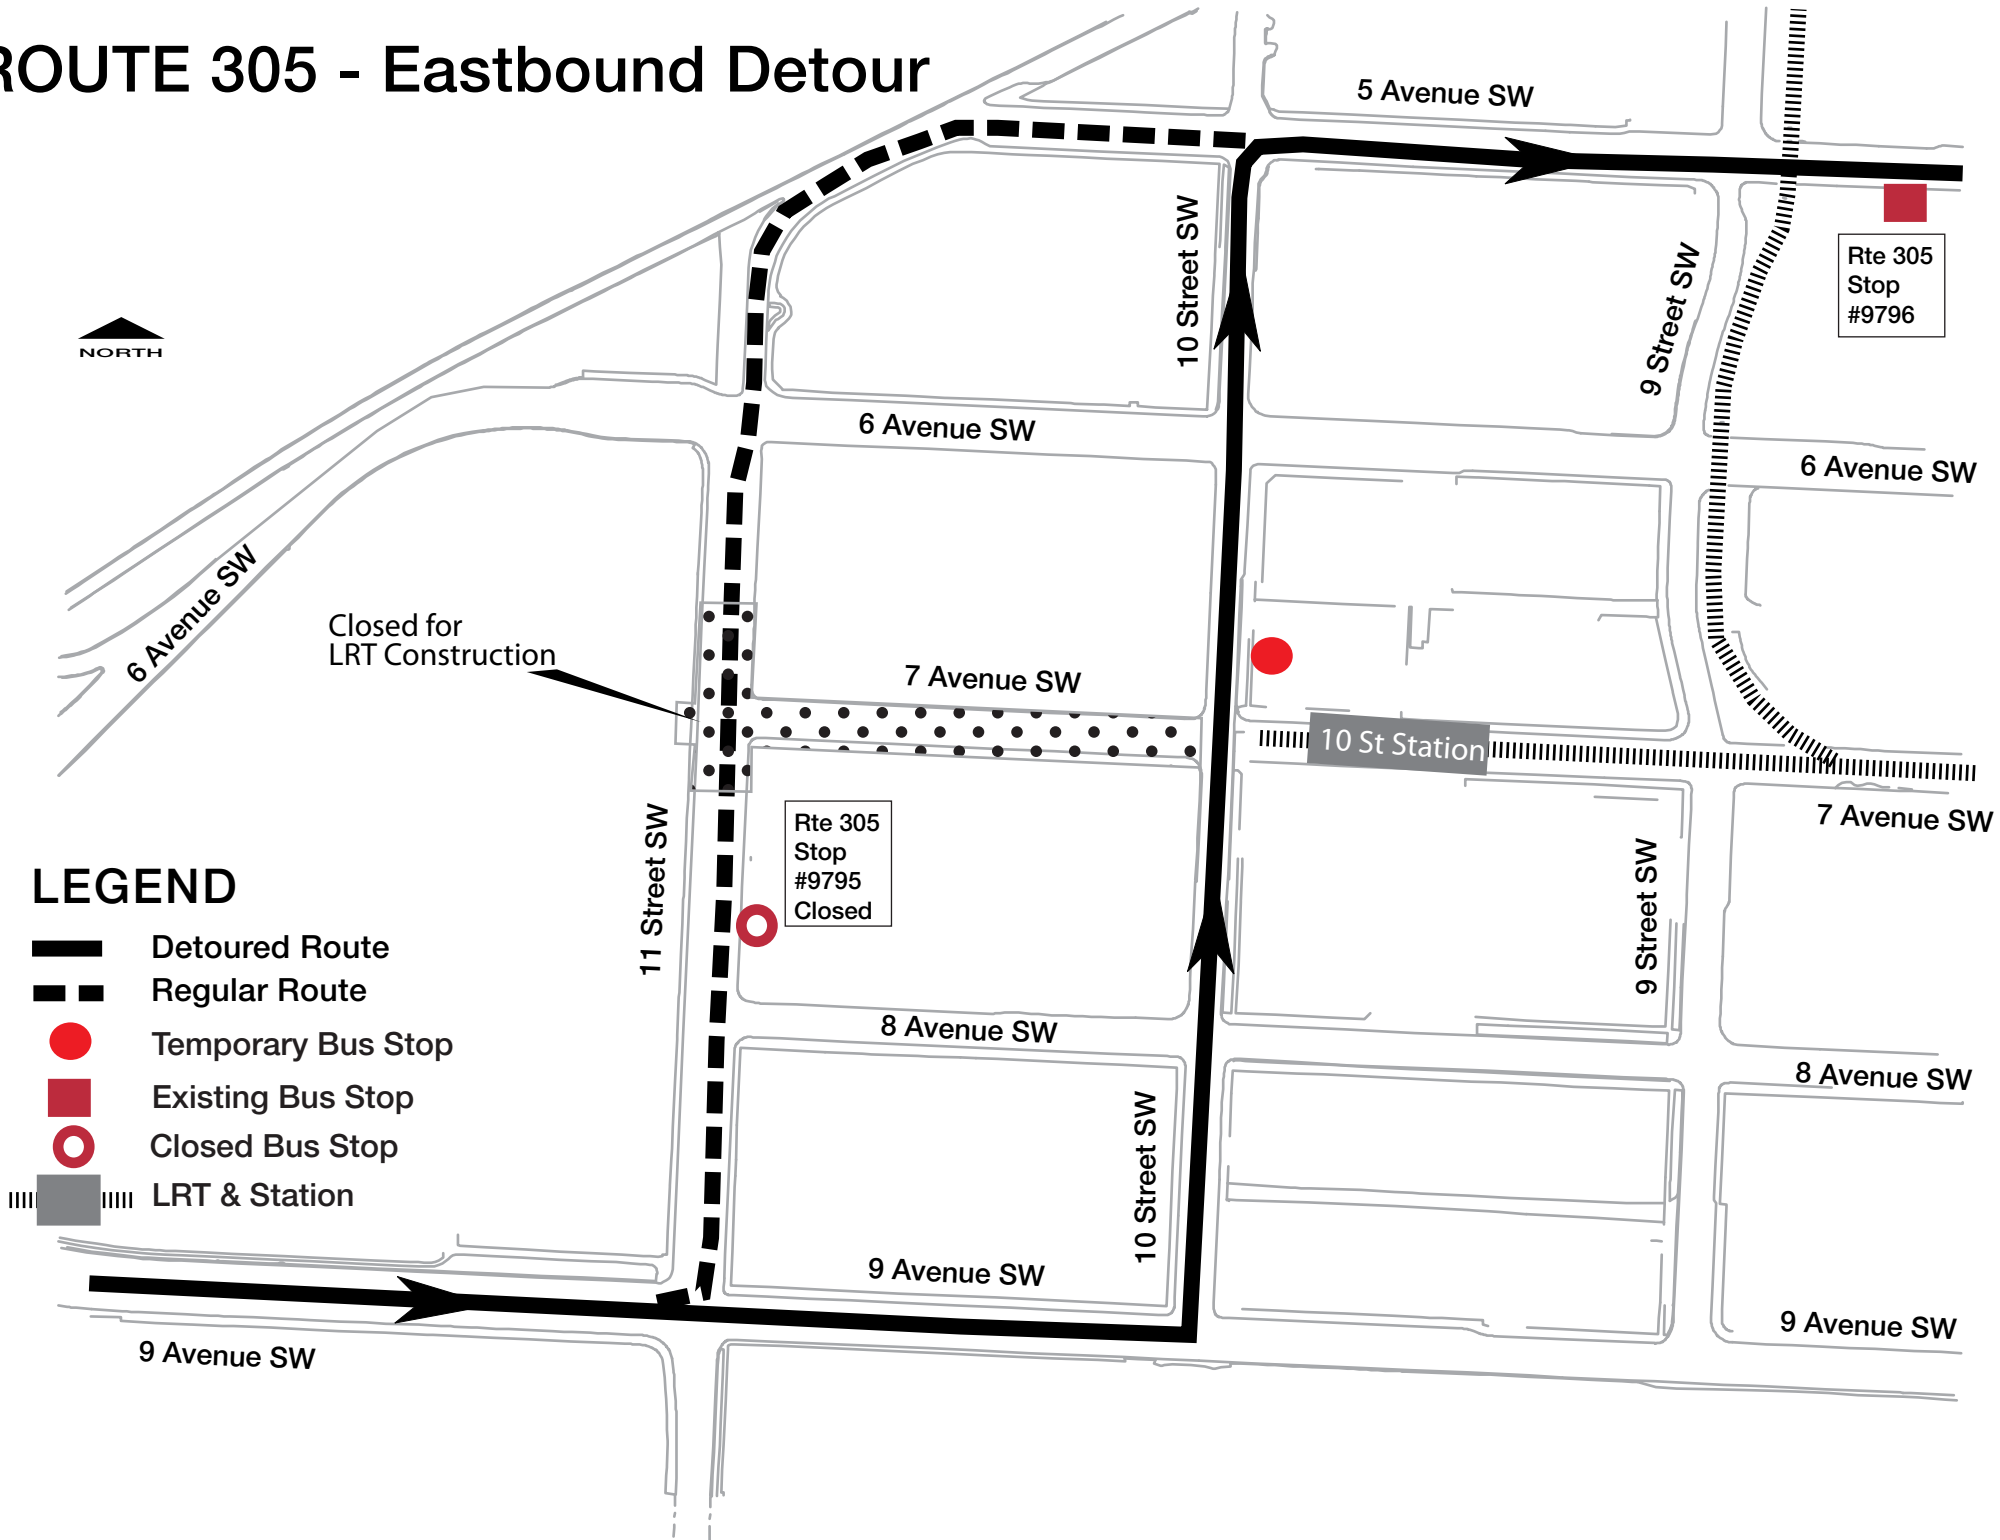 ROUTE 305 - Eastbound Detour
5 Avenue SW
10 Street SW
9 Street SW
Rte 305
Stop
#9796
NORTH
6 Avenue SW
6 Avenue SW
6 Avenue SW
Closed for
LRT Construction
7 Avenue SW
10 St Station
7 Avenue SW
Rte 305
Stop
#9795
Closed
11 Street SW
9 Street SW
LEGEND
Detoured Route
Regular Route
Temporary Bus Stop
Existing Bus Stop
Closed Bus Stop
LRT & Station
8 Avenue SW
8 Avenue SW
10 Street SW
9 Avenue SW
9 Avenue SW
9 Avenue SW